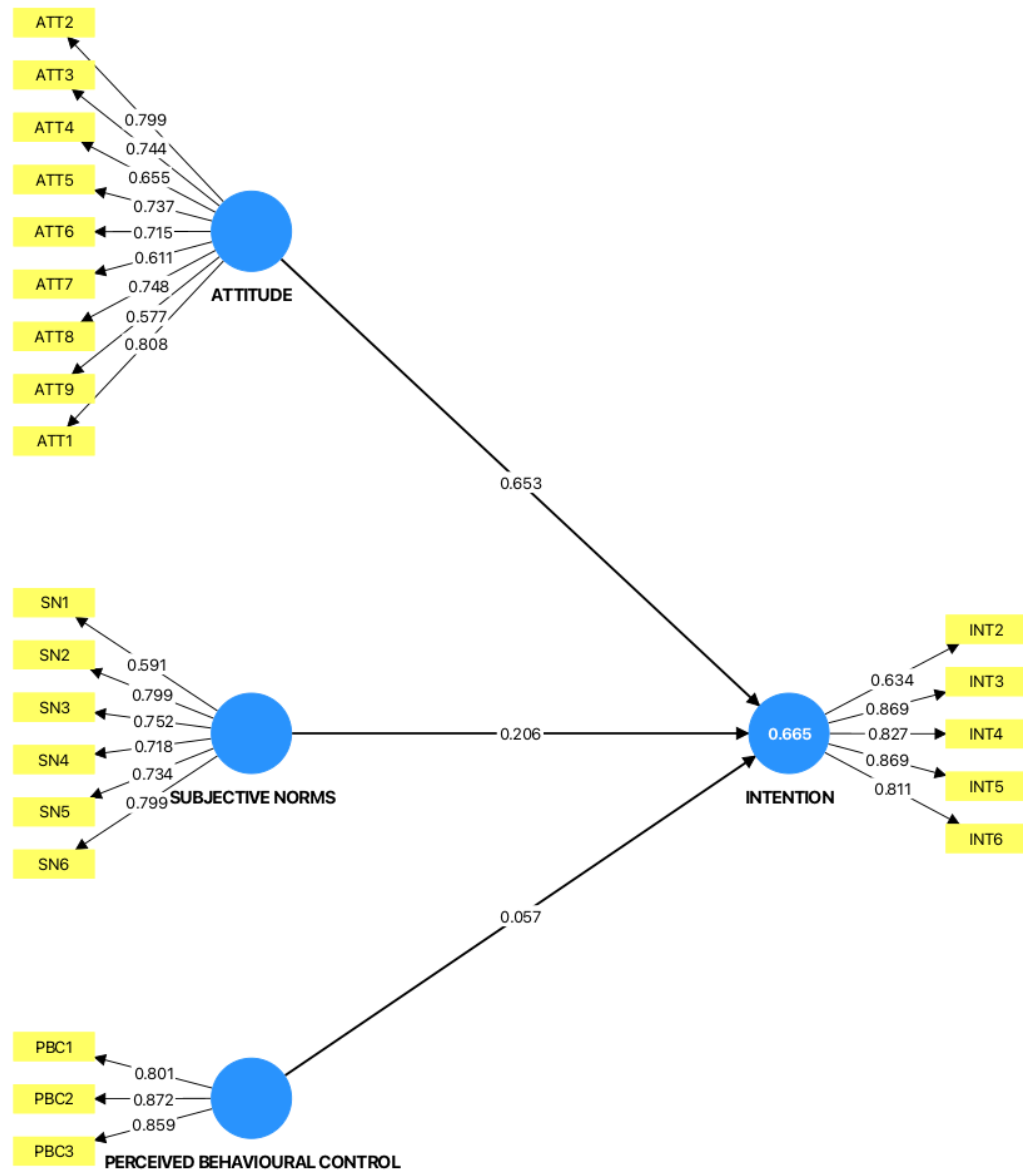 ATT2
ATT3
ATT4
ATT5
ATT6
ATT7
ATT8
ATT9
ATT1
0.799
0.744
0.655
0.737
0.715
0.611
0.748
0.577
0.808
ATTITUDE
0.653
SN1
SN2
SN3
SN4
SN5
SN6
0.591
0.799
0.752
0.718
0.734
0.799
SUBJECTIVE NORMS
0.206
0.665
INTENTION
0.634
0.869
0.827
0.869
0.811
INT2
INT3
INT4
INT5
INT6
0.057
PBC1
PBC2
PBC3
0.801
0.872
0.859
PERCEIVED BEHAVIOURAL CONTROL